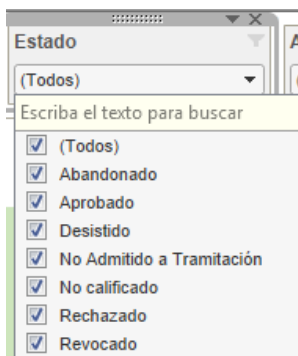 Estado
(Todos)
Escriba el texto para buscar
(Todos)
Abandonado
Aprobado
Desistido
No Admitido a Tramitación
No calificado
Rechazado
Revocado